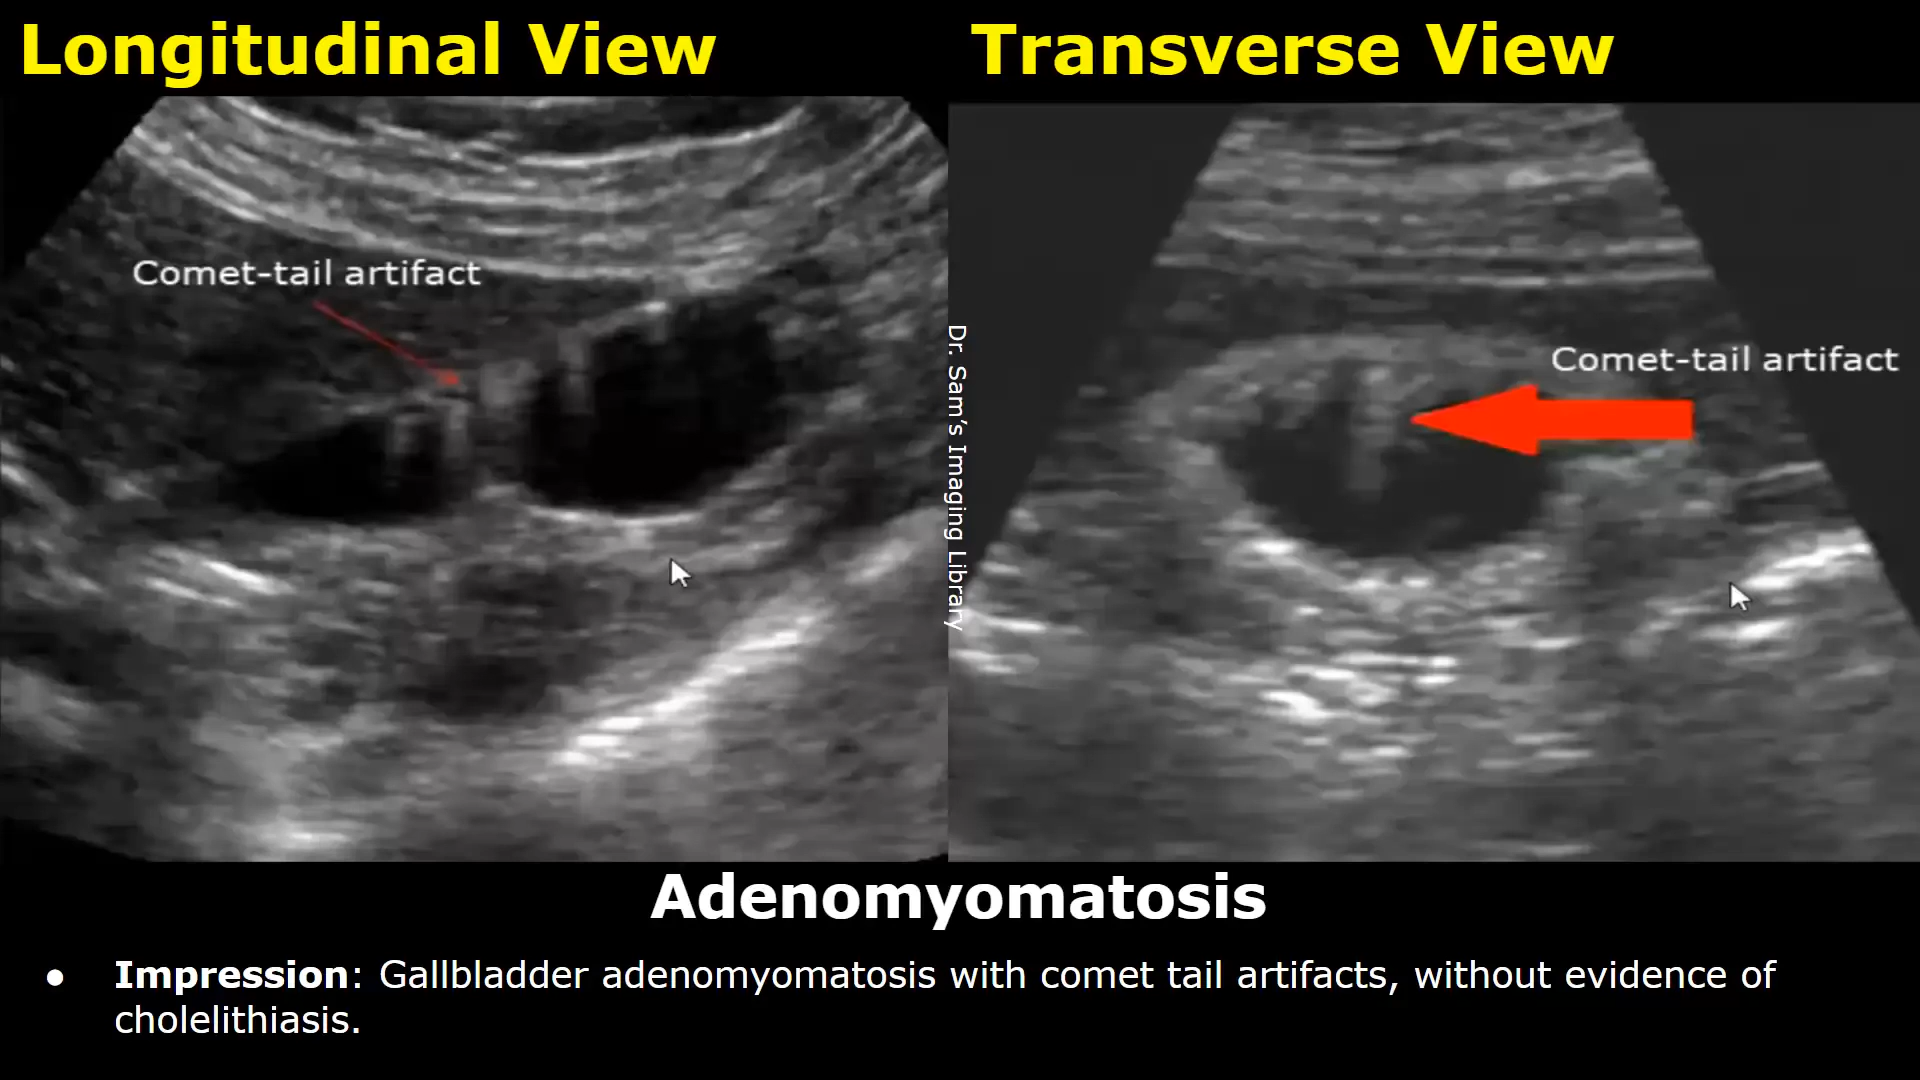 Longitudinal View
Transverse View
Comet-tail artifact
Comet-tail artifact
Dr. Sam's Imaging Library
Adenomyomatosis
● Impression: Gallbladder adenomyomatosis with comet tail artifacts, without evidence of
cholelithiasis.